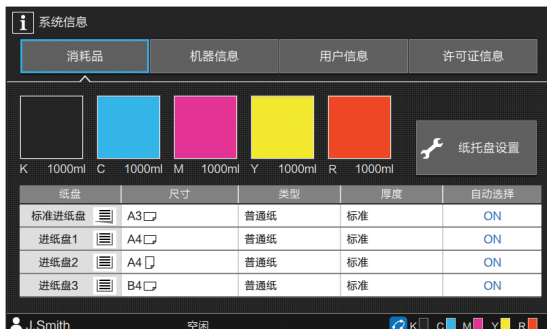 系统信息
消耗品 机器信息 用户信息 许可证信息
K 1000ml C 1000ml M 1000ml Y 1000ml R 1000ml
纸托盘设置
纸盘 尺寸 类型 厚度 自动选择
标准进纸盘 A3 普通纸 标准 ON
进纸盘1 A4 普通纸 标准 ON
进纸盘2 A4 普通纸 标准 ON
进纸盘3 B4 普通纸 标准 ON
J.Smith 空闲 K C M Y R